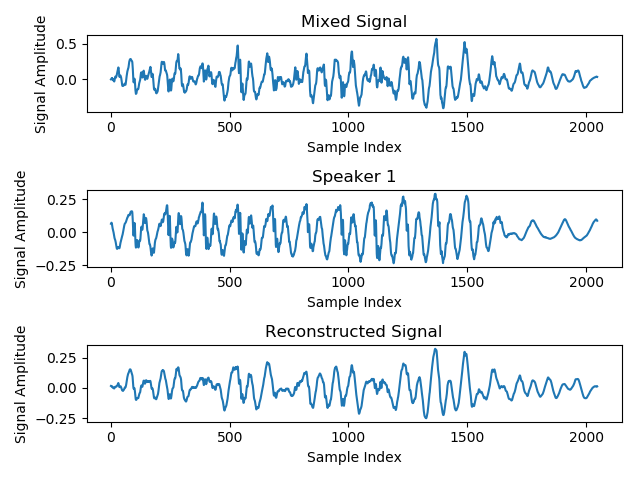 Mixed Signal
Signal Amplitude
0.5
0.0
0 500 1000 1500 2000
Sample Index
Speaker 1
Signal Amplitude
0.25
0.00
−0.25
0 500 1000 1500 2000
Sample Index
Reconstructed Signal
Signal Amplitude
0.25
0.00
−0.25
0 500 1000 1500 2000
Sample Index